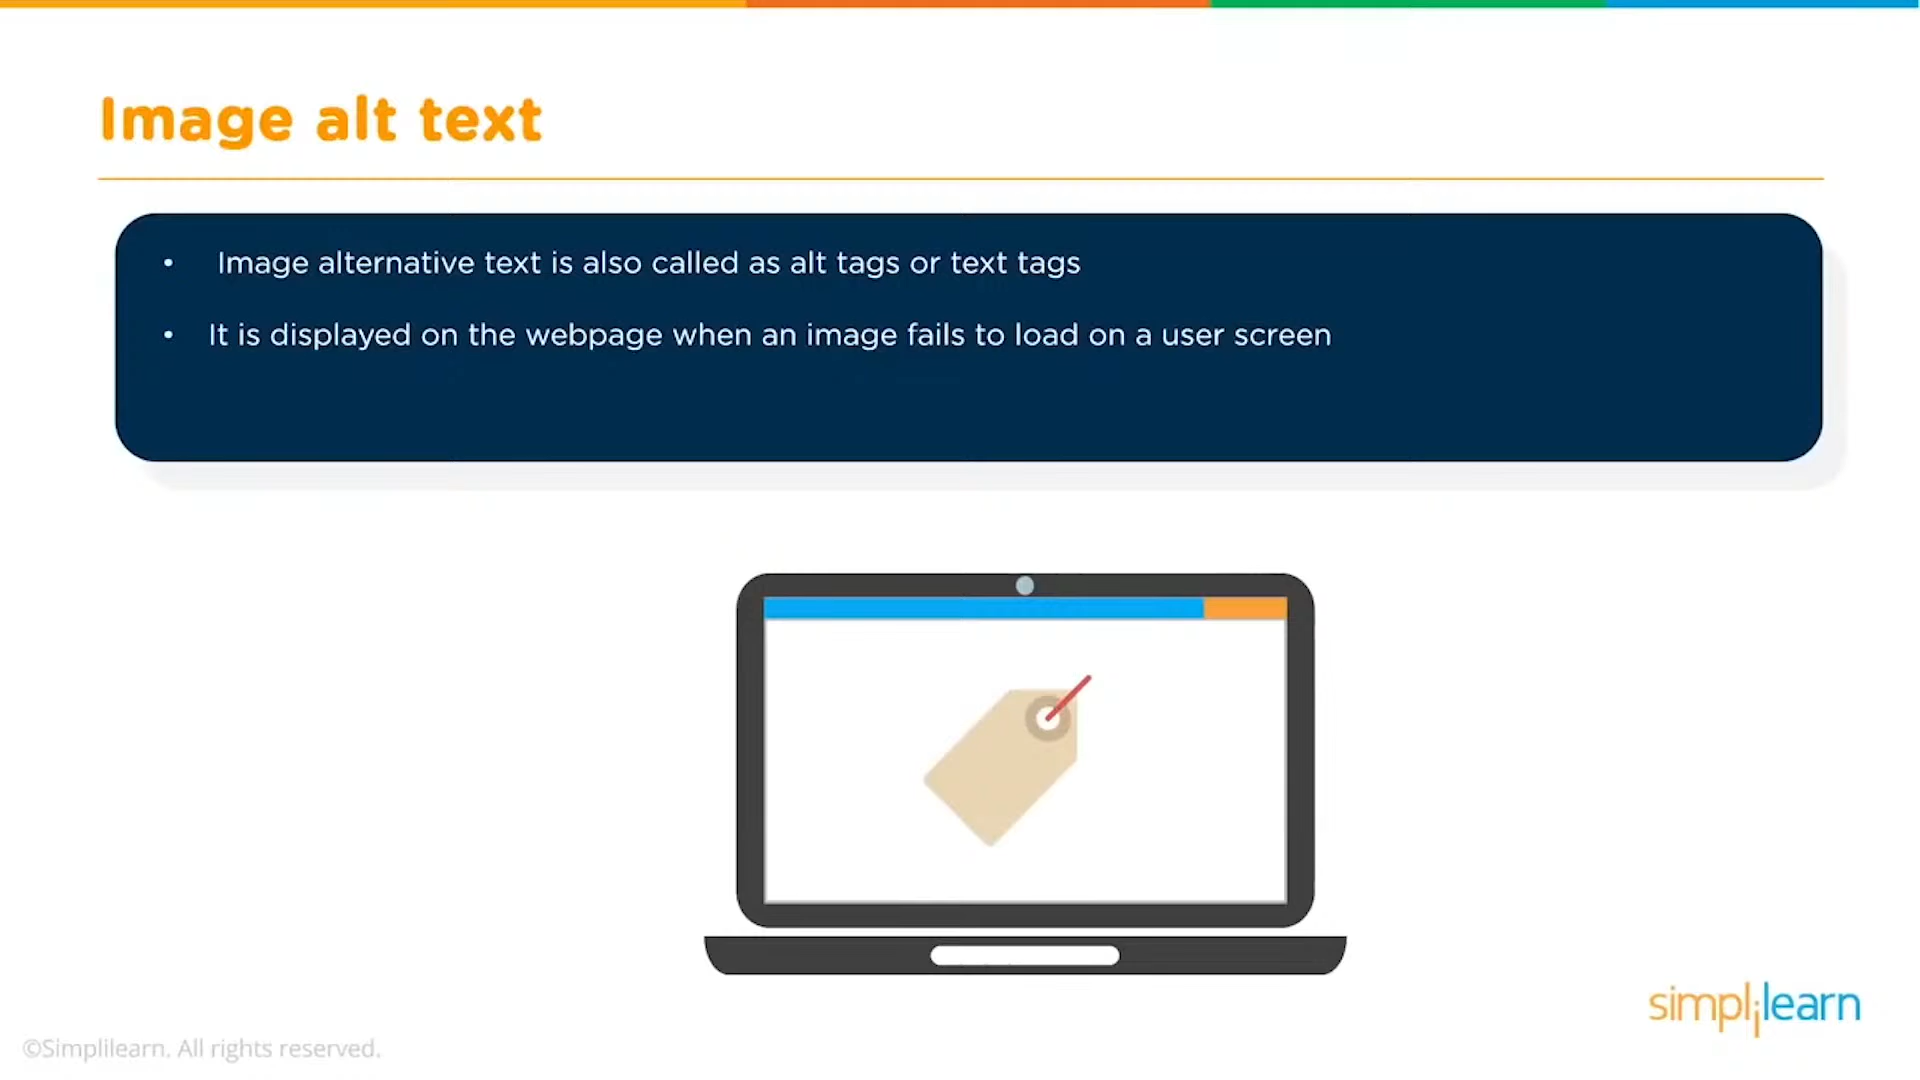 Image alt text
• Image alternative text is also called as alt tags or text tags
• It is displayed on the webpage when an image fails to load on a user screen
simplilearn
©Simplilearn. All rights reserved.